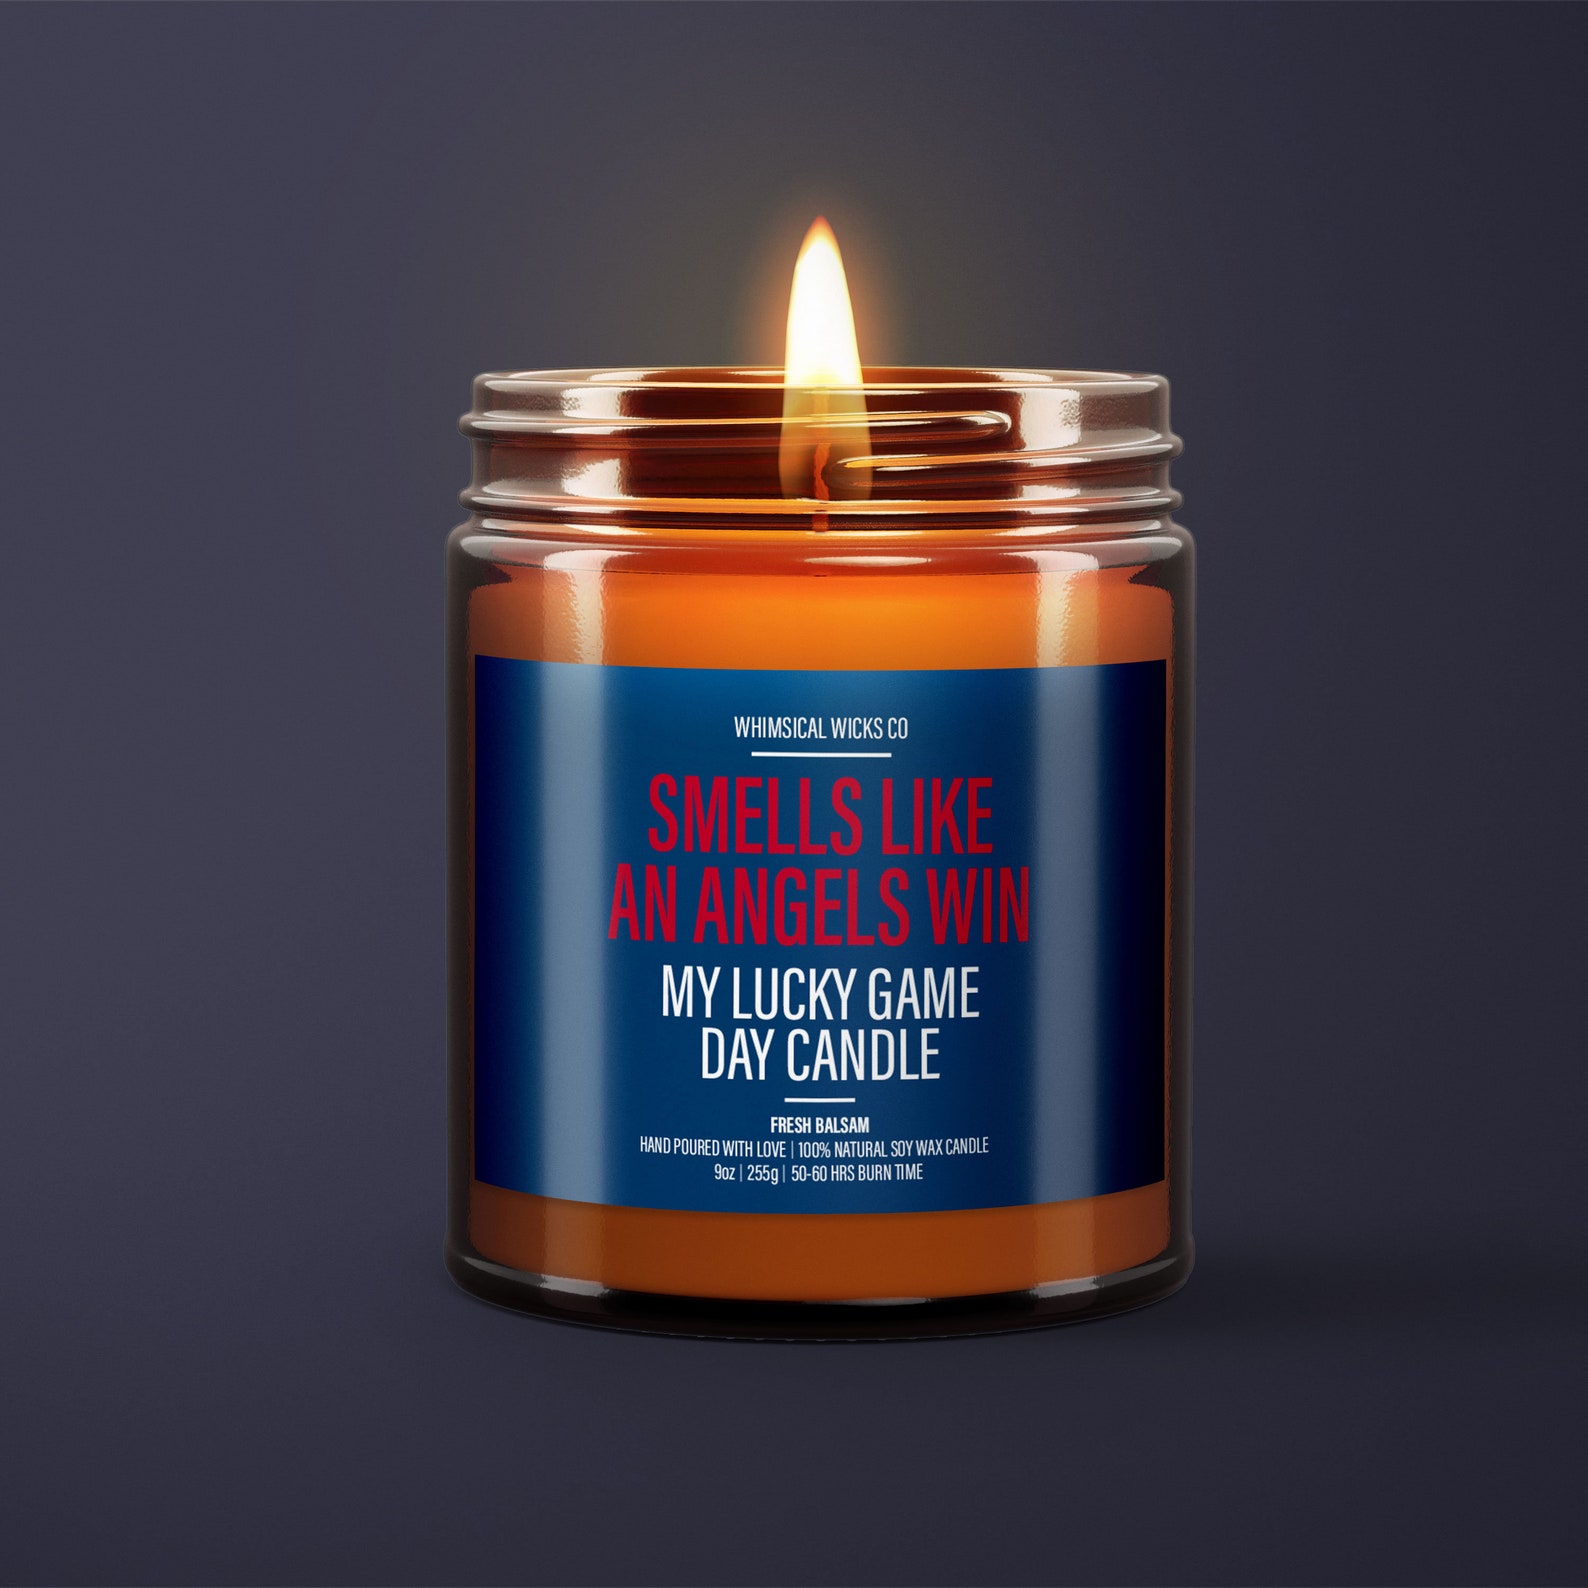 WHIMSICAL WICKS CO
SMELLS LIKE
AN ANGELS WIN
MY LUCKY GAME
DAY CANDLE
FRESH BALSAM
HAND POURED WITH LOVE | 100% NATURAL SOY WAX CANDLE
9oz | 255g | 50-60 HRS BURN TIME